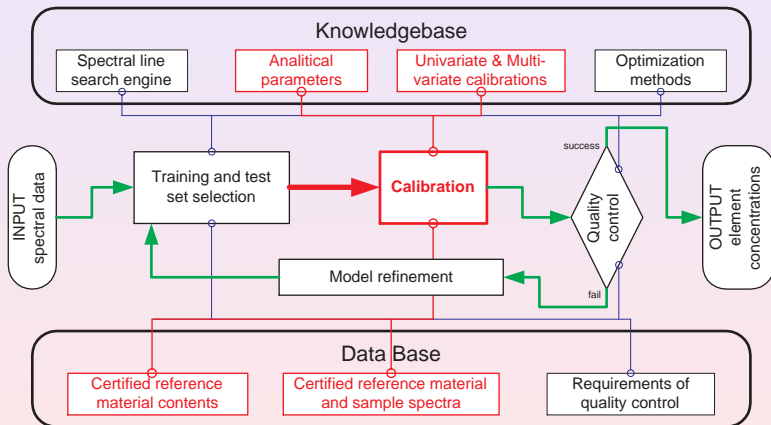 Knowledgebase
Spectral line
search engine
Analitical
parameters
Univariate & Multi-
variate calibrations
Optimization
methods
INPUT
spectral data
Training and test
set selection
Calibration
success
Quality
control
fail
OUTPUT
element
concentrations
Model refinement
Data Base
Certified reference
material contents
Certified reference material
and sample spectra
Requirements of
quality control